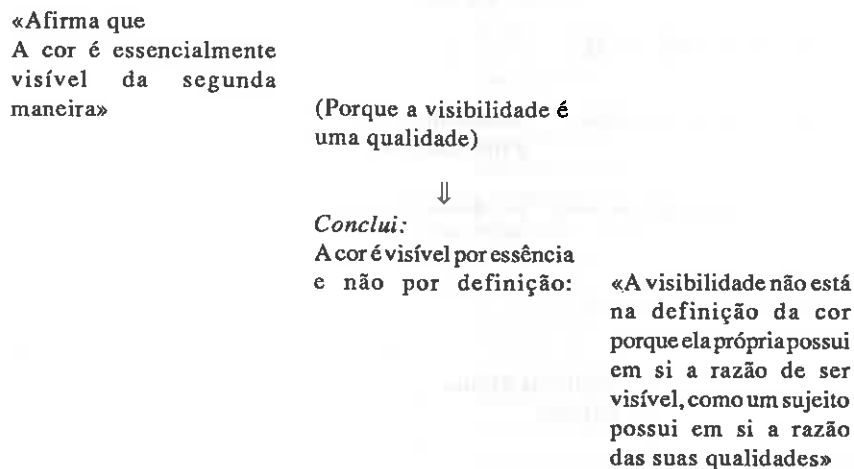 «Afirma que
A cor é essencialmente
visível da segunda
maneira»
(Porque a visibilidade é
uma qualidade)
⇓
Conclui:
A cor é visível por essência
e não por definição:
«A visibilidade não está
na definição da cor
porque ela própria possui
em si a razão de ser
visível, como um sujeito
possui em si a razão
das suas qualidades»